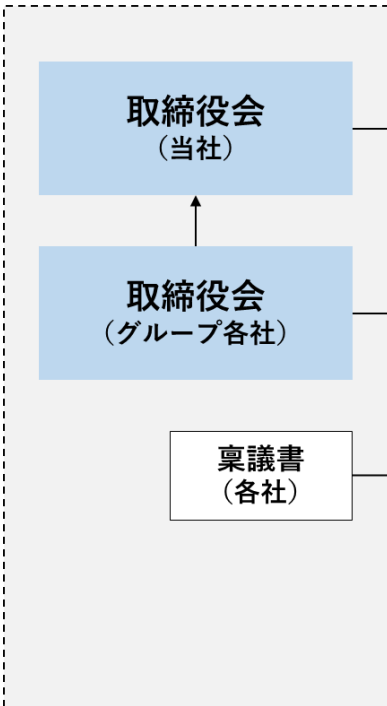 取締役会
（当社）
取締役会
（グループ各社）
稟議書
（各社）